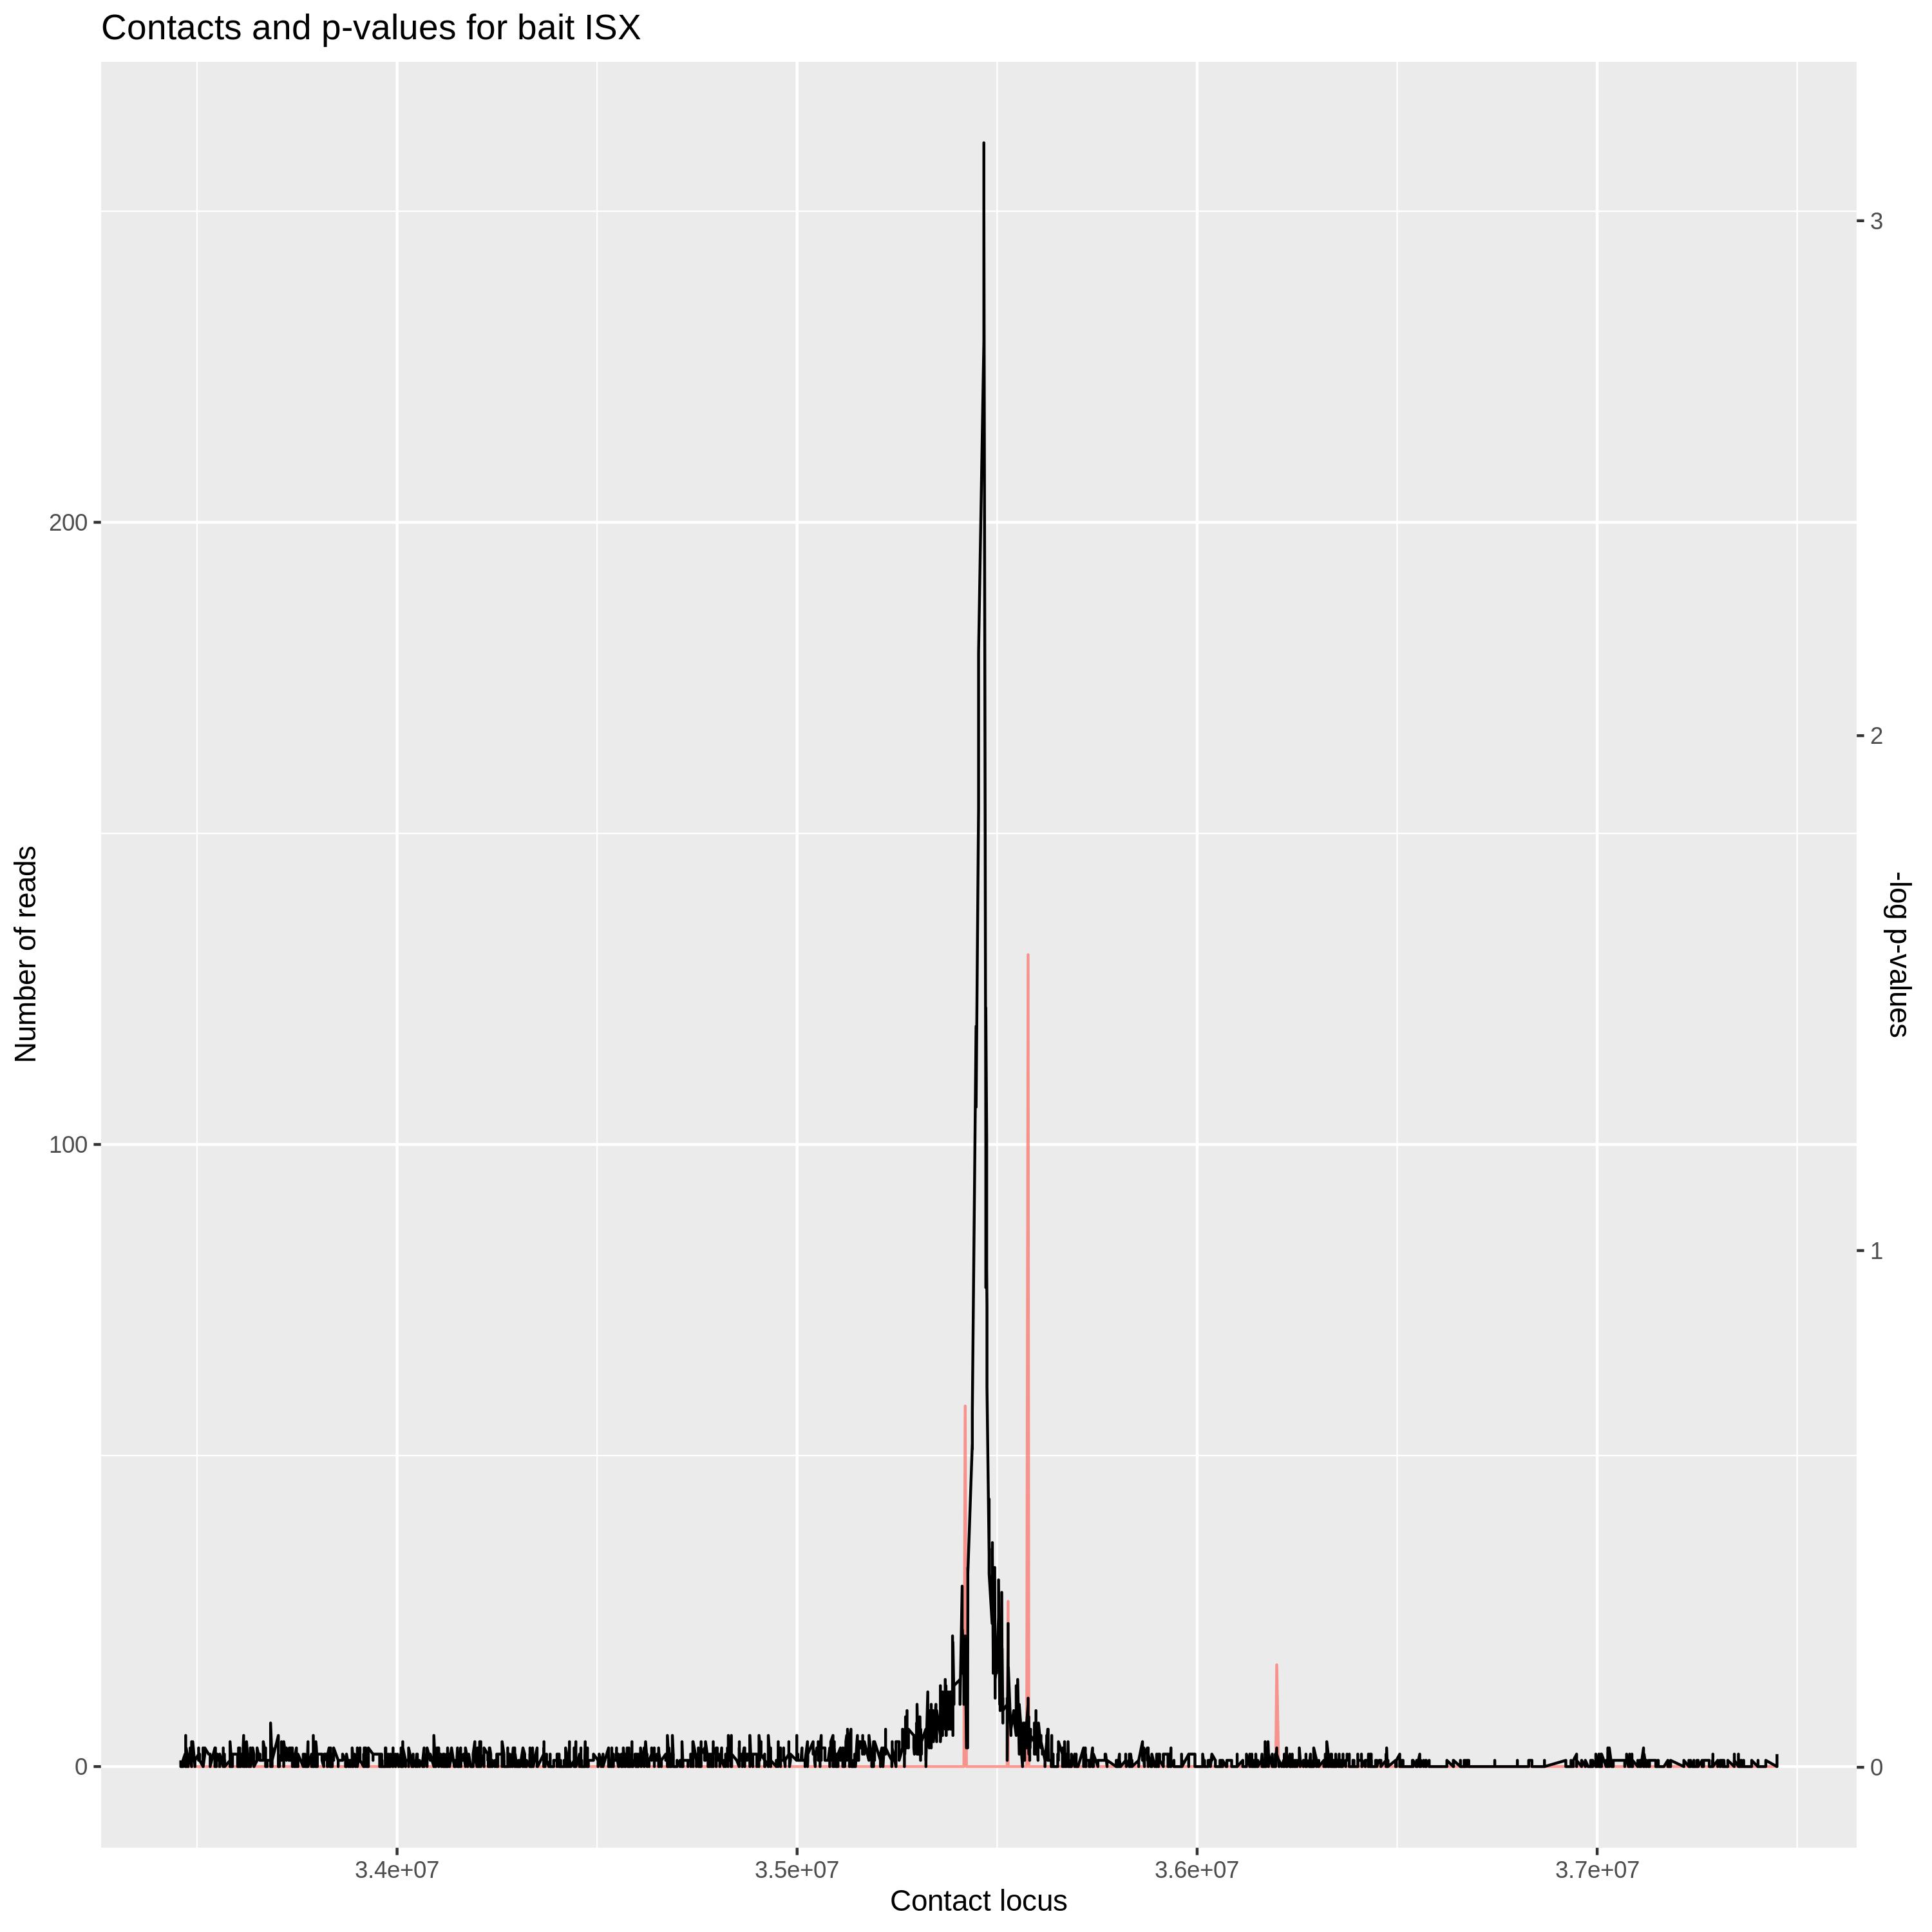 Contacts and p-values for bait ISX
Number of reads
200
100
0
3
2
1
0
-log p-values
3.4e+07
3.5e+07
3.6e+07
3.7e+07
Contact locus